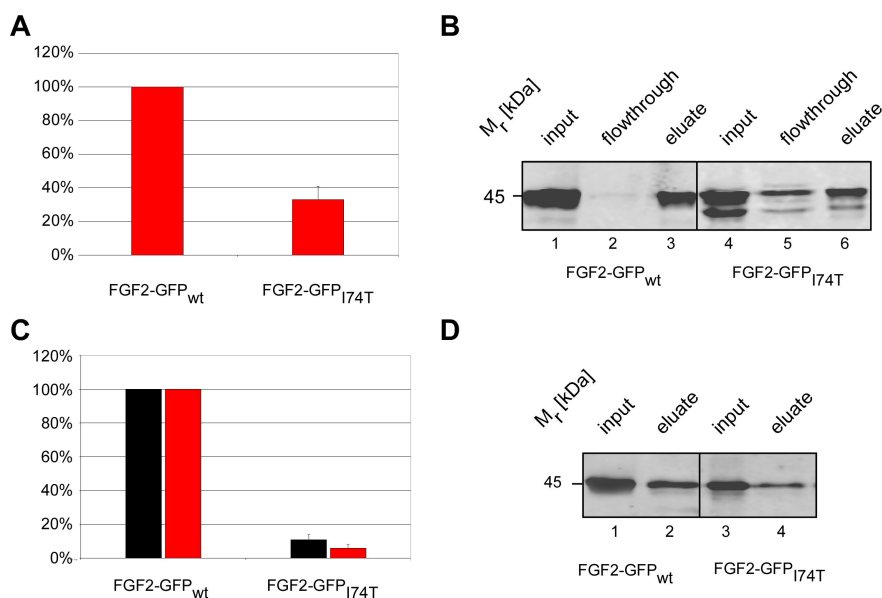 A
120%
100%
80%
60%
40%
20%
0%
FGF2-GFPwt
FGF2-GFPI74T
B
Mr [kDa]
input
flowthrough
eluate
input
flowthrough
eluate
45
1 2 3 4 5 6
FGF2-GFPwt
FGF2-GFPI74T
C
120%
100%
80%
60%
40%
20%
0%
FGF2-GFPwt
FGF2-GFPI74T
D
Mr [kDa]
input
eluate
input
eluate
45
1 2 3 4
FGF2-GFPwt
FGF2-GFPI74T